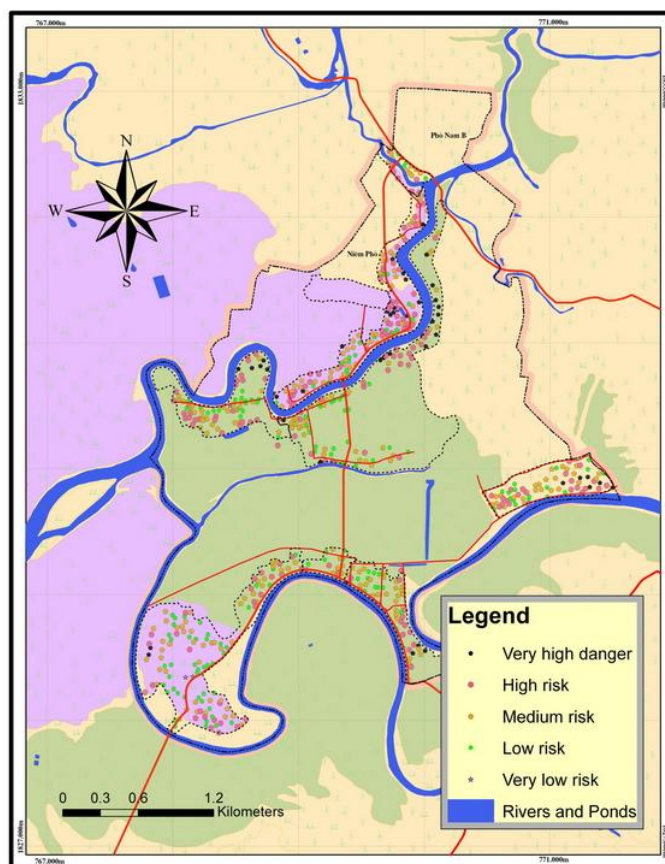 767.000m
771.000m
1833.000m
Phò Nam B
N
W
E
S
Niêm Phò
Legend
Very high danger
High risk
Medium risk
Low risk
Very low risk
Rivers and Ponds
0 0.3 0.6 1.2
Kilometers
1827.000m
767.000m
771.000m